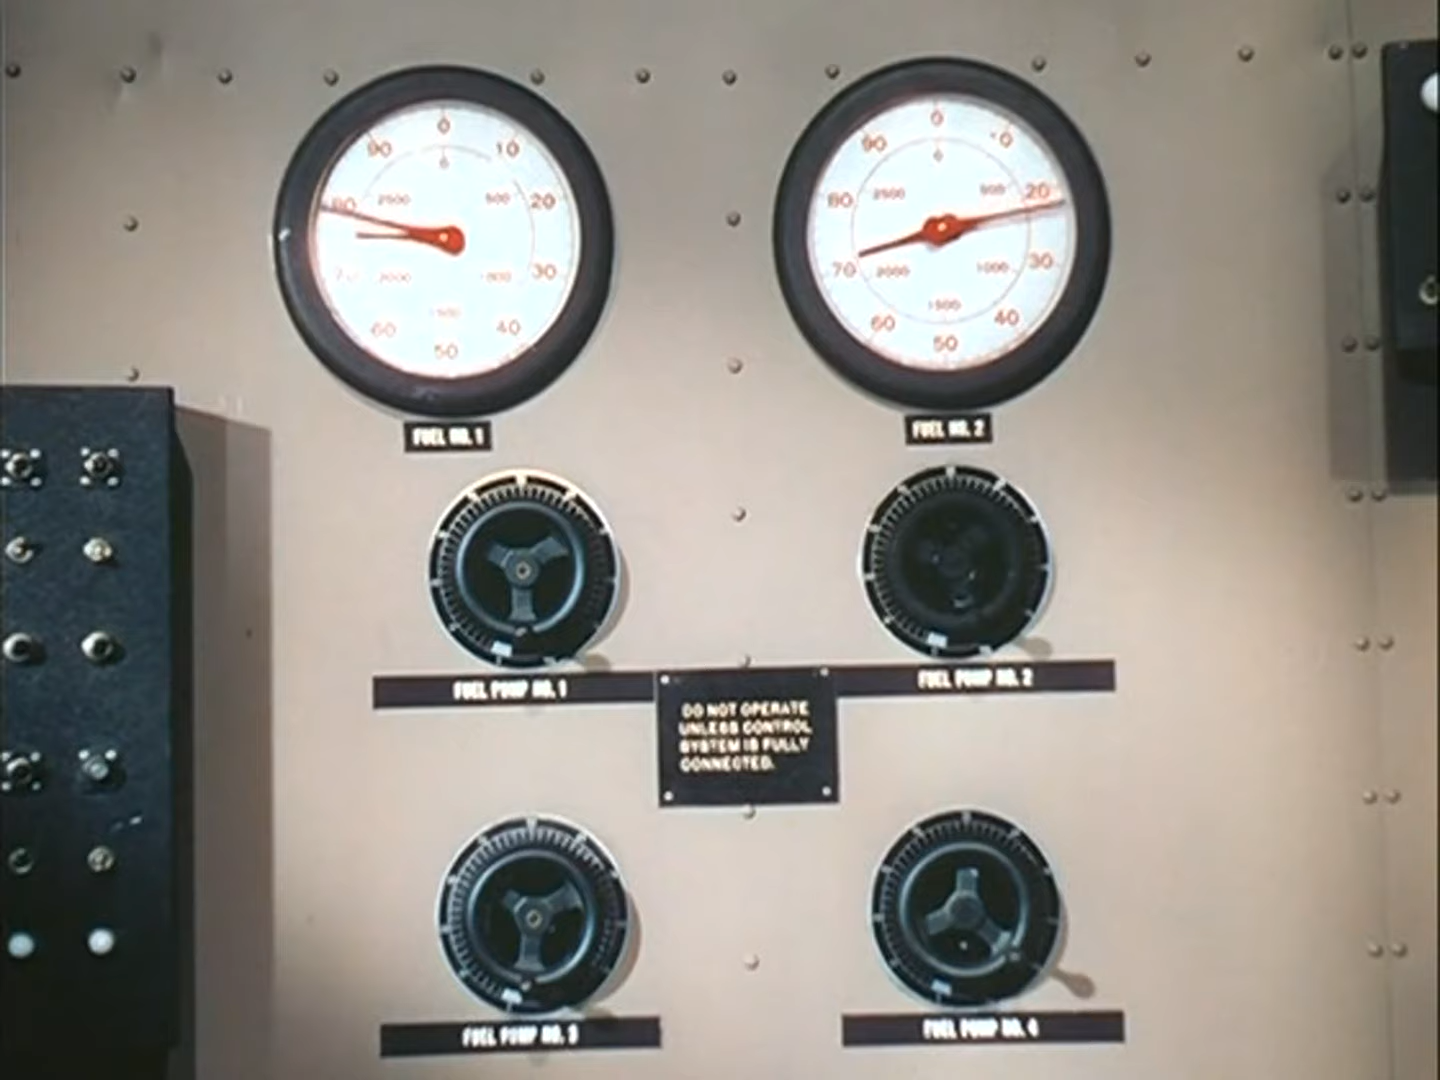 0
90 10
0
80 2500 500 20
70 2000 1000 30
1500
60 40
50
FUEL NO. 1
0
90 10
0
80 2500 500 20
70 2000 1000 30
1500
60 40
50
FUEL NO. 2
FUEL PUMP NO. 1
FUEL PUMP NO. 2
DO NOT OPERATE
UNLESS CONTROL
SYSTEM IS FULLY
CONNECTED.
FUEL PUMP NO. 3
FUEL PUMP NO. 4